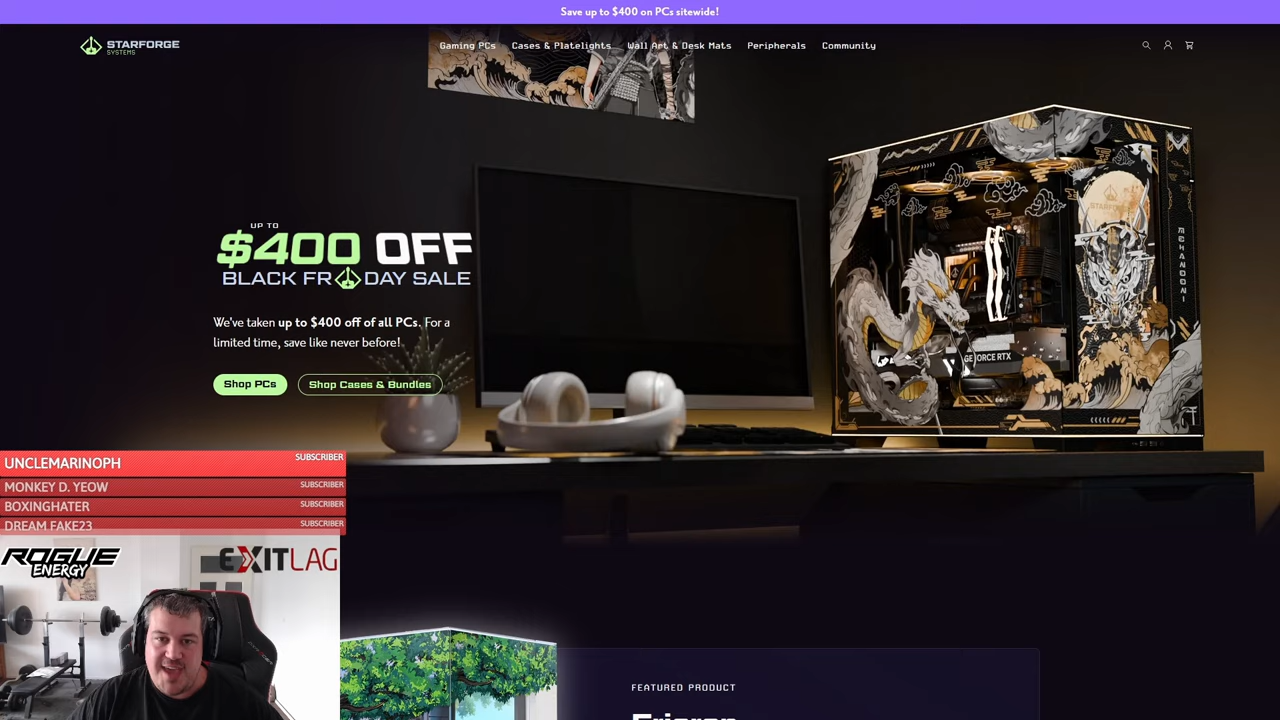 Save up to $400 on PCs sitewide!
STARFORGE
SYSTEMS
Gaming PCs Cases & Platelights Wall Art & Desk Mats Peripherals Community
UP TO
$400 OFF
BLACK FRIDAY SALE
We've taken up to $400 off of all PCs. For a
limited time, save like never before!
Shop PCs Shop Cases & Bundles
STARFORGE
GEFORCE RTX
UNCLEMARINOPH SUBSCRIBER
MONKEY D. YEOW SUBSCRIBER
BOXINGHATER SUBSCRIBER
DREAM FAKE23 SUBSCRIBER
ROGUE
ENERGY
EXITLAG
FEATURED PRODUCT
Frieren